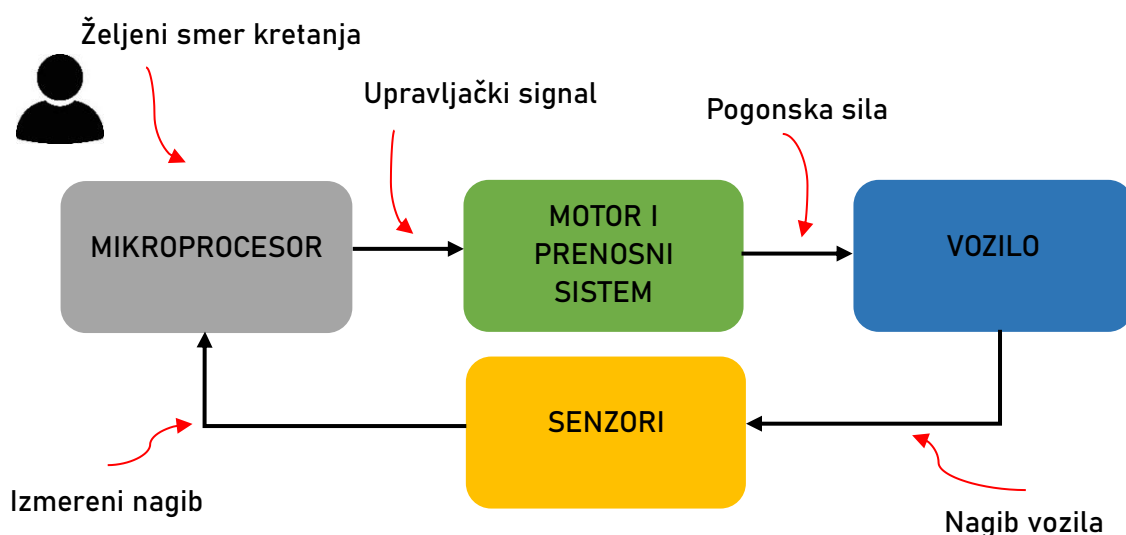 Željeni smer kretanja
Upravljački signal
Pogonska sila
MIKROPROCESOR
MOTOR I
PRENOSNI
SISTEM
VOZILO
SENZORI
Izmereni nagib
Nagib vozila